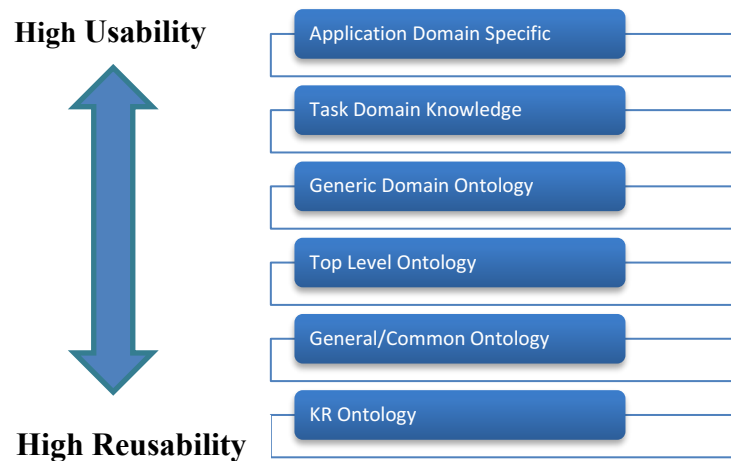 High Usability
Application Domain Specific
Task Domain Knowledge
Generic Domain Ontology
Top Level Ontology
General/Common Ontology
KR Ontology
High Reusability